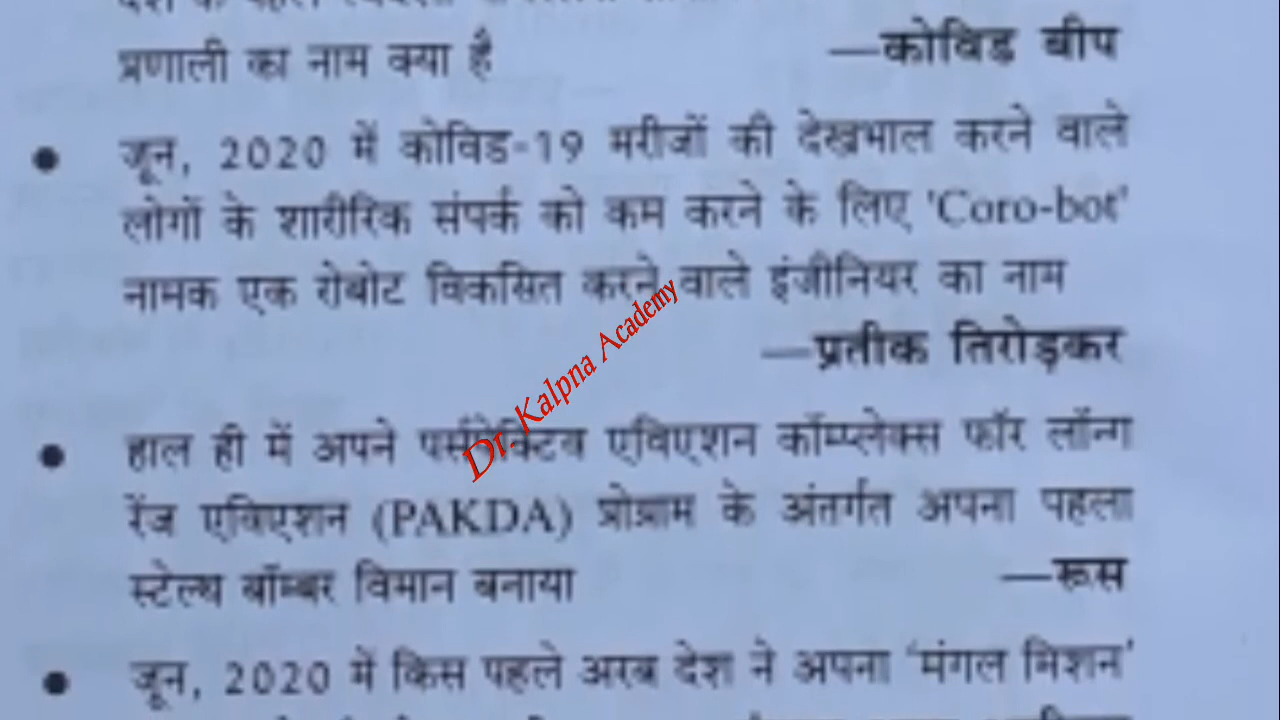 प्रणाली का नाम क्या है —कोविड बीप
• जून, 2020 में कोविड-19 मरीजों की देखभाल करने वाले
लोगों के शारीरिक संपर्क को कम करने के लिए 'Coro-bot'
नामक एक रोबोट विकसित करने वाले इंजीनियर का नाम
—प्रतीक तिरोड़कर
• हाल ही में अपने पर्सपेक्टिव एविएशन कॉम्प्लेक्स फॉर लॉन्ग
रेंज एविएशन (PAKDA) प्रोग्राम के अंतर्गत अपना पहला
स्टेल्थ बॉम्बर विमान बनाया —रूस
• जून, 2020 में किस पहले अरब देश ने अपना 'मंगल मिशन'
Dr. Kalpna Academy